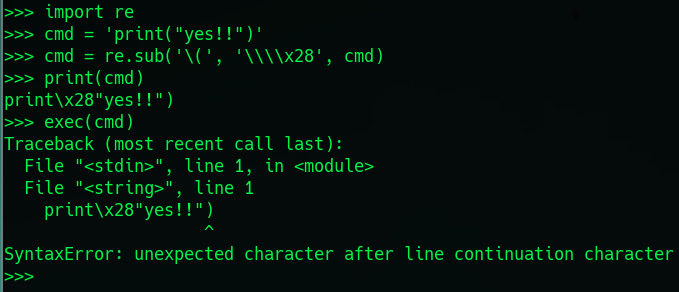 >>> import re
>>> cmd = 'print("yes!!")'
>>> cmd = re.sub('\(', '\\\\x28', cmd)
>>> print(cmd)
print\x28"yes!!")
>>> exec(cmd)
Traceback (most recent call last):
  File "<stdin>", line 1, in <module>
  File "<string>", line 1
    print\x28"yes!!")
                    ^
SyntaxError: unexpected character after line continuation character
>>>